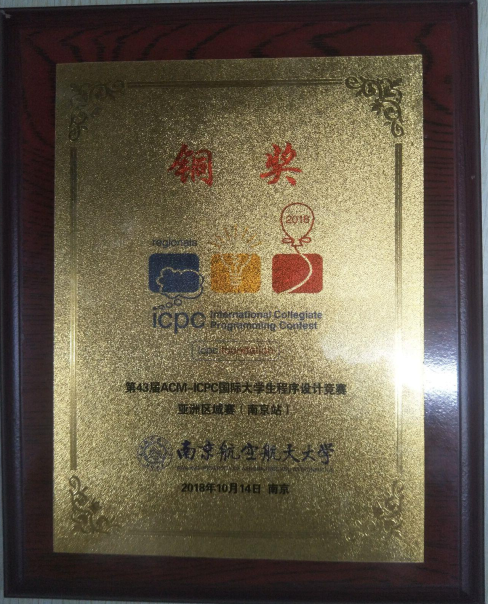 铜 奖
2018
regionals
icpc International Collegiate
Programming Contest
icpc foundation
第43届ACM-ICPC国际大学生程序设计竞赛
亚洲区域赛（南京站）
南京航空航天大学
2018年10月14日 南京